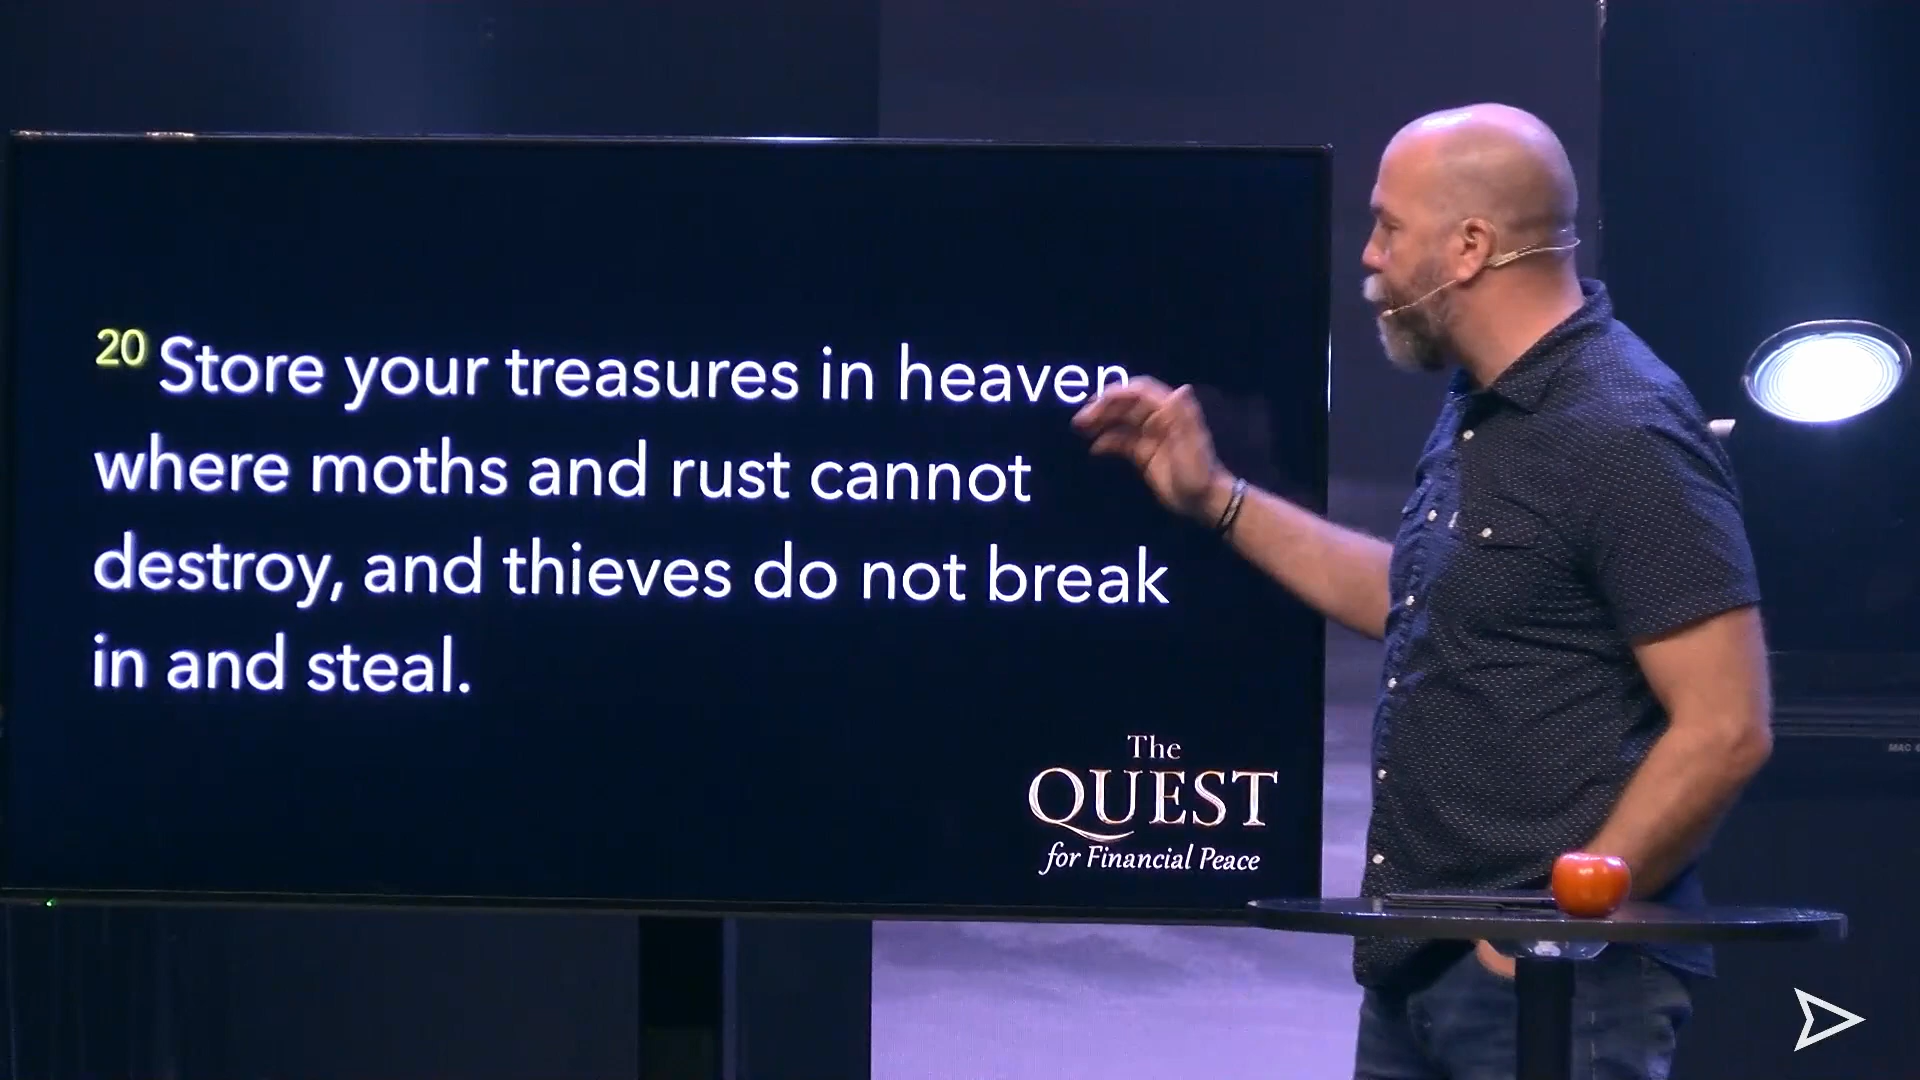 20 Store your treasures in heaven
where moths and rust cannot
destroy, and thieves do not break
in and steal.
The
QUEST
for Financial Peace
MAC